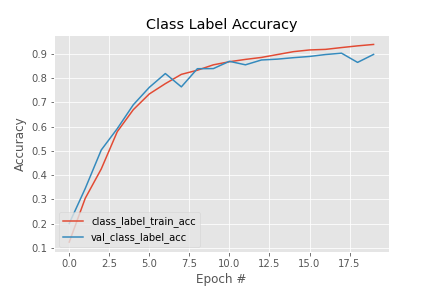 Class Label Accuracy
Accuracy
0.9
0.8
0.7
0.6
0.5
0.4
0.3
0.2
0.1
class_label_train_acc
val_class_label_acc
0.0 2.5 5.0 7.5 10.0 12.5 15.0 17.5
Epoch #